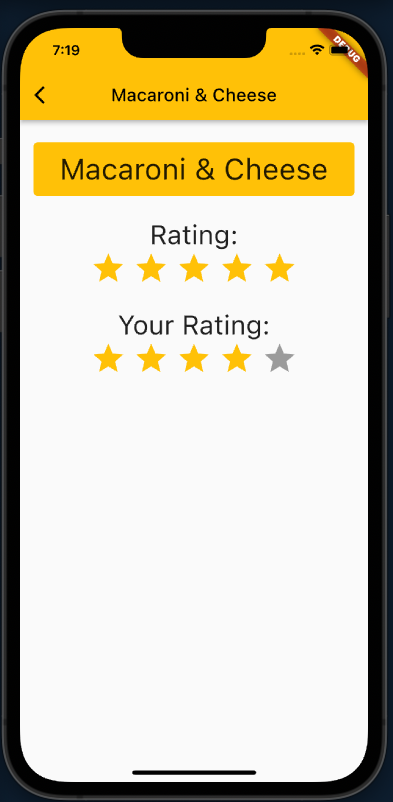 7:19
DEBUG
Macaroni & Cheese
Macaroni & Cheese
Rating:
Your Rating: